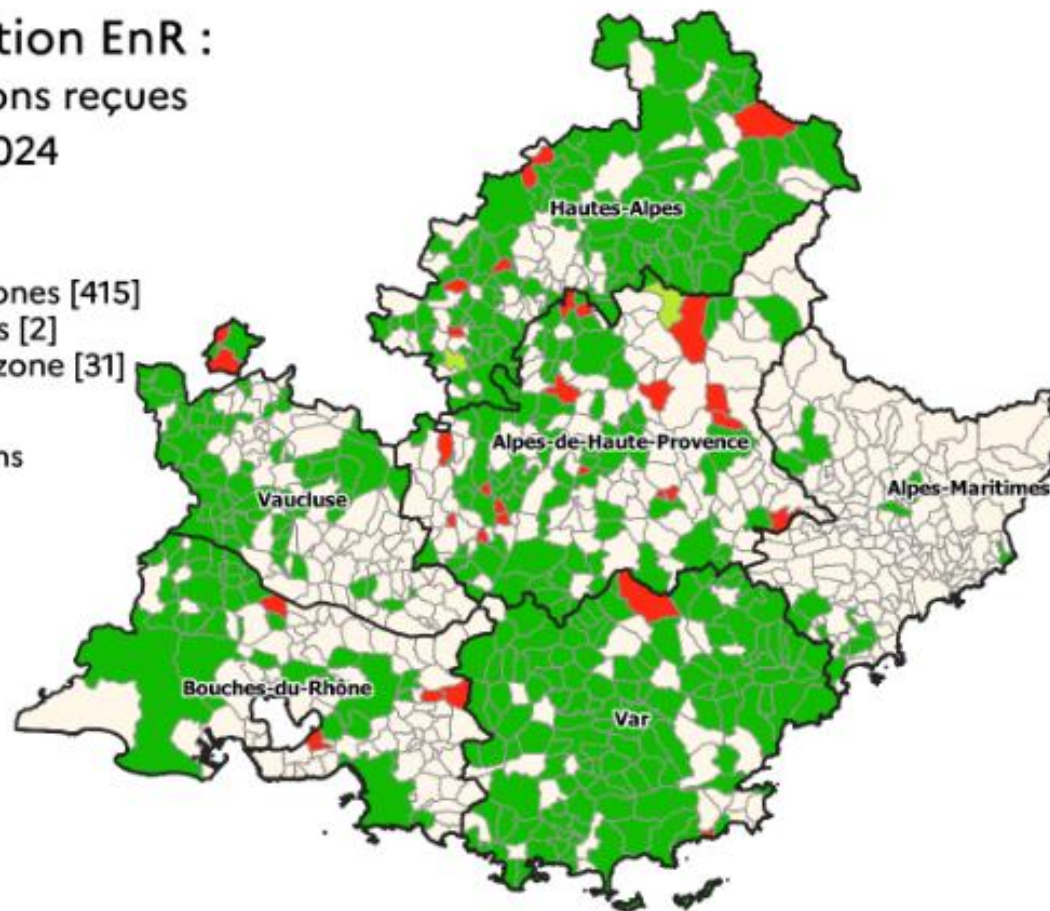 tion EnR :
ons reçues
024
ones [415]
s [2]
zone [31]
ns
Hautes-Alpes
Alpes-de-Haute-Provence
Vaucluse
Alpes-Maritimes
Bouches-du-Rhône
Var